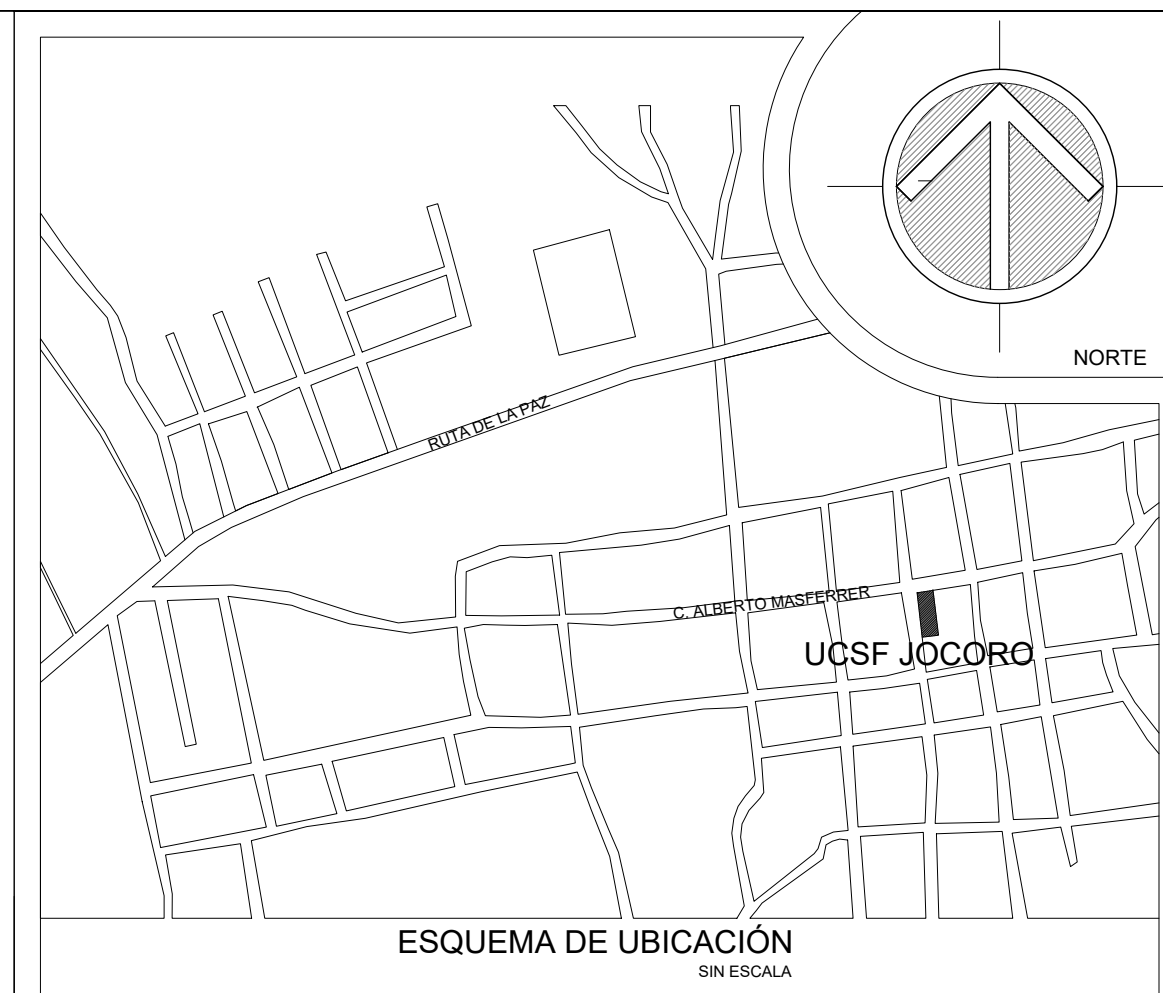 NORTE
RUTA DE LA PAZ
C. ALBERTO MASFERRER
UCSF JOCORO
ESQUEMA DE UBICACIÓN
SIN ESCALA